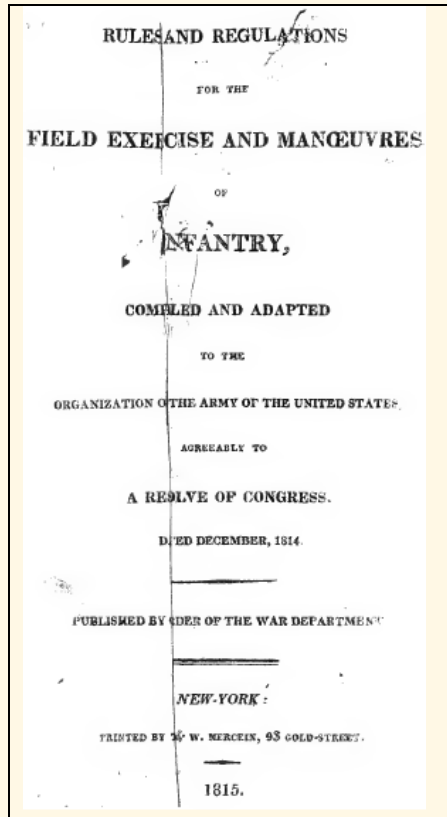 RULES AND REGULATIONS
FOR THE
FIELD EXERCISE AND MANŒUVRES
OF
INFANTRY,
COMPILED AND ADAPTED
TO THE
ORGANIZATION OF THE ARMY OF THE UNITED STATES,
AGREEABLY TO
A RESOLVE OF CONGRESS.
DATED DECEMBER, 1814.
PUBLISHED BY ORDER OF THE WAR DEPARTMENT
NEW-YORK:
PRINTED BY W. MERCEIN, 93 GOLD-STREET.
1815.